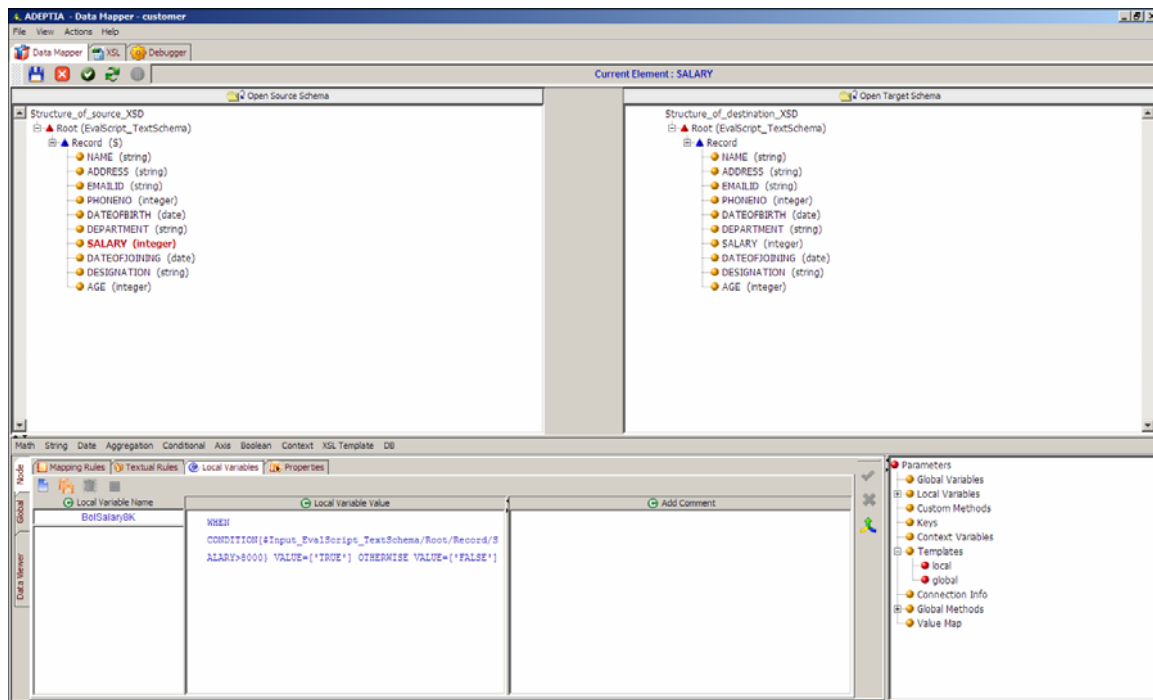 ADEPTIA - Data Mapper - customer
File View Actions Help
Data Mapper XSL Debugger
Current Element : SALARY
Open Source Schema
Open Target Schema
Structure_of_source_XSD
Root (EvalScript_TextSchema)
Record ($)
NAME (string)
ADDRESS (string)
EMAILID (string)
PHONENO (integer)
DATEOFBIRTH (date)
DEPARTMENT (string)
SALARY (integer)
DATEOFJOINING (date)
DESIGNATION (string)
AGE (integer)
Structure_of_destination_XSD
Root (EvalScript_TextSchema)
Record
NAME (string)
ADDRESS (string)
EMAILID (string)
PHONENO (integer)
DATEOFBIRTH (date)
DEPARTMENT (string)
SALARY (integer)
DATEOFJOINING (date)
DESIGNATION (string)
AGE (integer)
Math String Date Aggregation Conditional Axis Boolean Context XSL Template DB
Node
Global
Data Viewer
Mapping Rules Textual Rules Local Variables Properties
Local Variable Name
Local Variable Value
Add Comment
BolSalary8K
WHEN
CONDITION{#Input_EvalScript_TextSchema/Root/Record/S
ALARY>8000} VALUE=['TRUE'] OTHERWISE VALUE=['FALSE']
Parameters
Global Variables
Local Variables
Custom Methods
Keys
Context Variables
Templates
local
global
Connection Info
Global Methods
Value Map